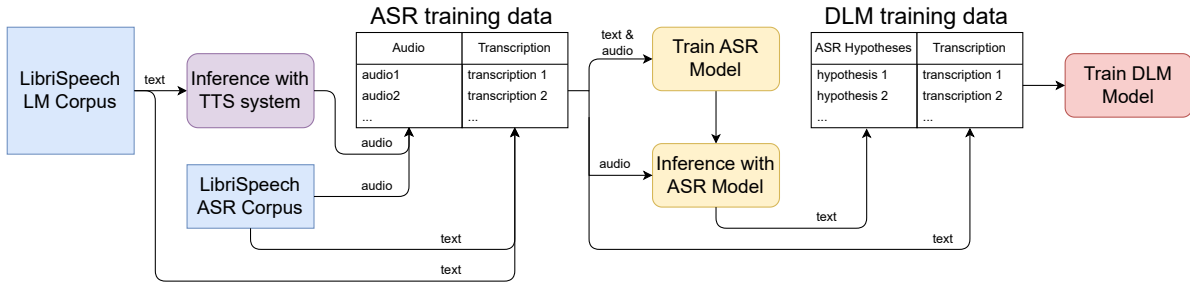 ASR training data
DLM training data
LibriSpeech
LM Corpus
text
Inference with
TTS system
audio
LibriSpeech
ASR Corpus
audio
text
text
Audio
Transcription
audio1
transcription 1
audio2
transcription 2
...
...
text &
audio
Train ASR
Model
audio
Inference with
ASR Model
text
text
ASR Hypotheses
Transcription
hypothesis 1
transcription 1
hypothesis 2
transcription 2
...
...
Train DLM
Model